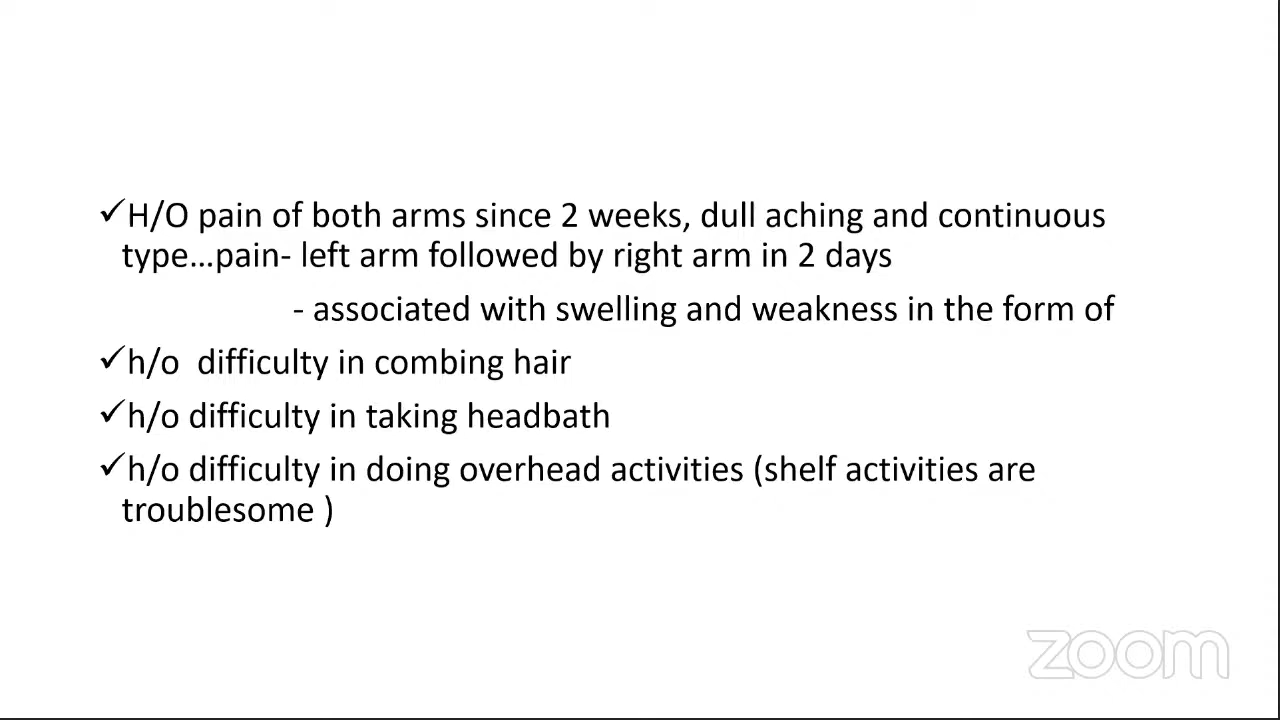 ✓H/O pain of both arms since 2 weeks, dull aching and continuous
type...pain- left arm followed by right arm in 2 days
- associated with swelling and weakness in the form of
✓h/o  difficulty in combing hair
✓h/o difficulty in taking headbath
✓h/o difficulty in doing overhead activities (shelf activities are
troublesome )
zoom